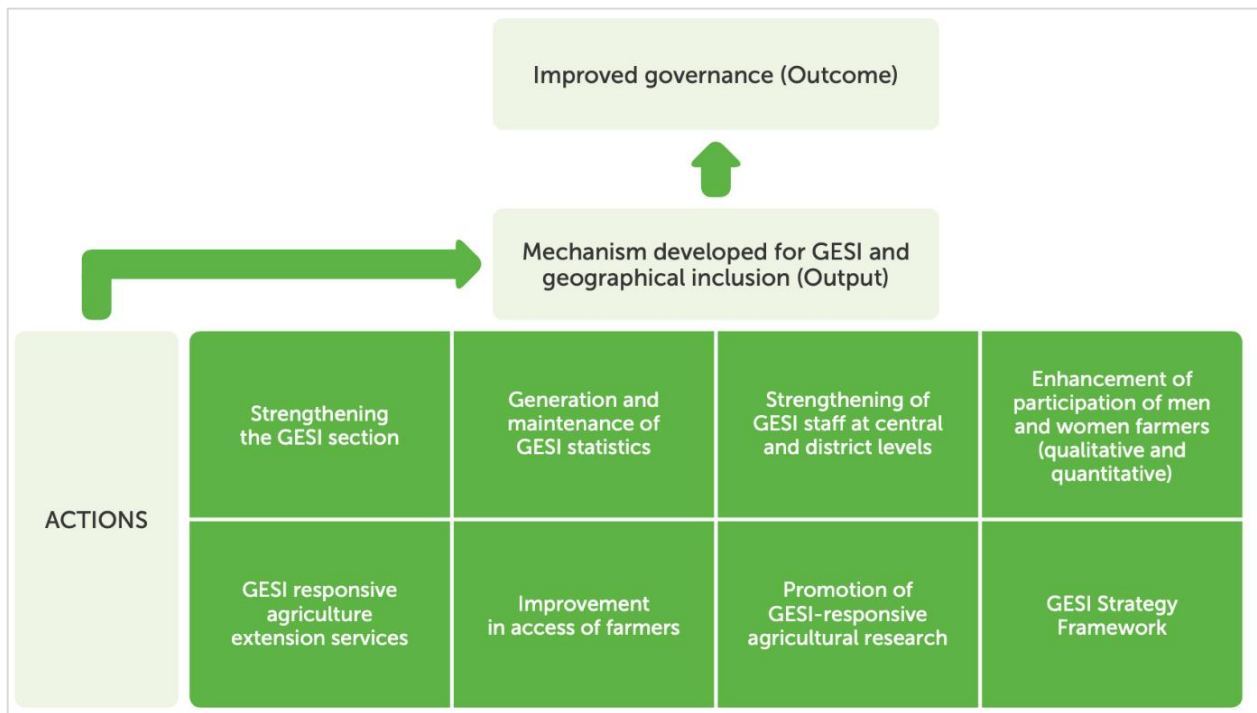 Improved governance (Outcome)
Mechanism developed for GESI and
geographical inclusion (Output)
ACTIONS
Strengthening
the GESI section
Generation and
maintenance of
GESI statistics
Strengthening of
GESI staff at central
and district levels
Enhancement of
participation of men
and women farmers
(qualitative and
quantitative)
GESI responsive
agriculture
extension services
Improvement
in access of farmers
Promotion of
GESI-responsive
agricultural research
GESI Strategy
Framework